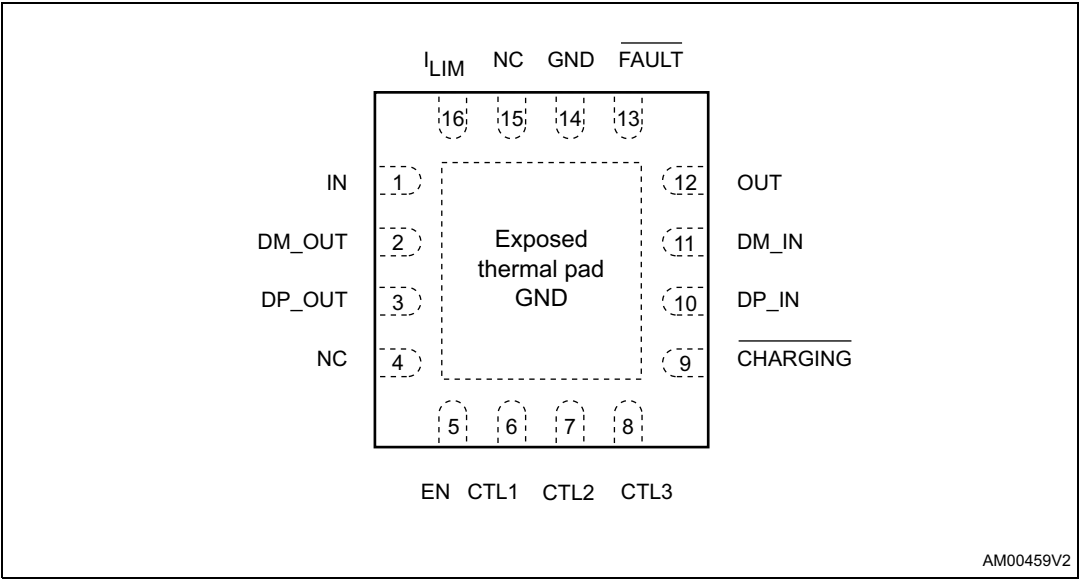 ILIM NC GND FAULT
16 15 14 13
IN 1 12 OUT
DM_OUT 2 Exposed 11 DM_IN
thermal pad
DP_OUT 3 GND 10 DP_IN
NC 4 9 CHARGING
5 6 7 8
EN CTL1 CTL2 CTL3
AM00459V2